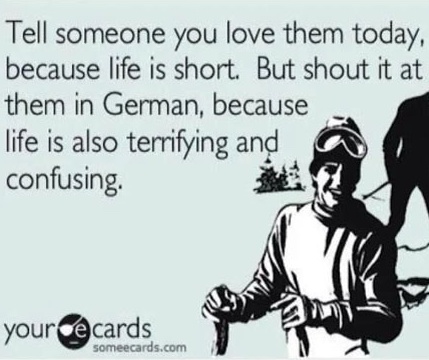 Tell someone you love them today,
because life is short. But shout it at
them in German, because
life is also terrifying and
confusing.
your e cards
someecards.com